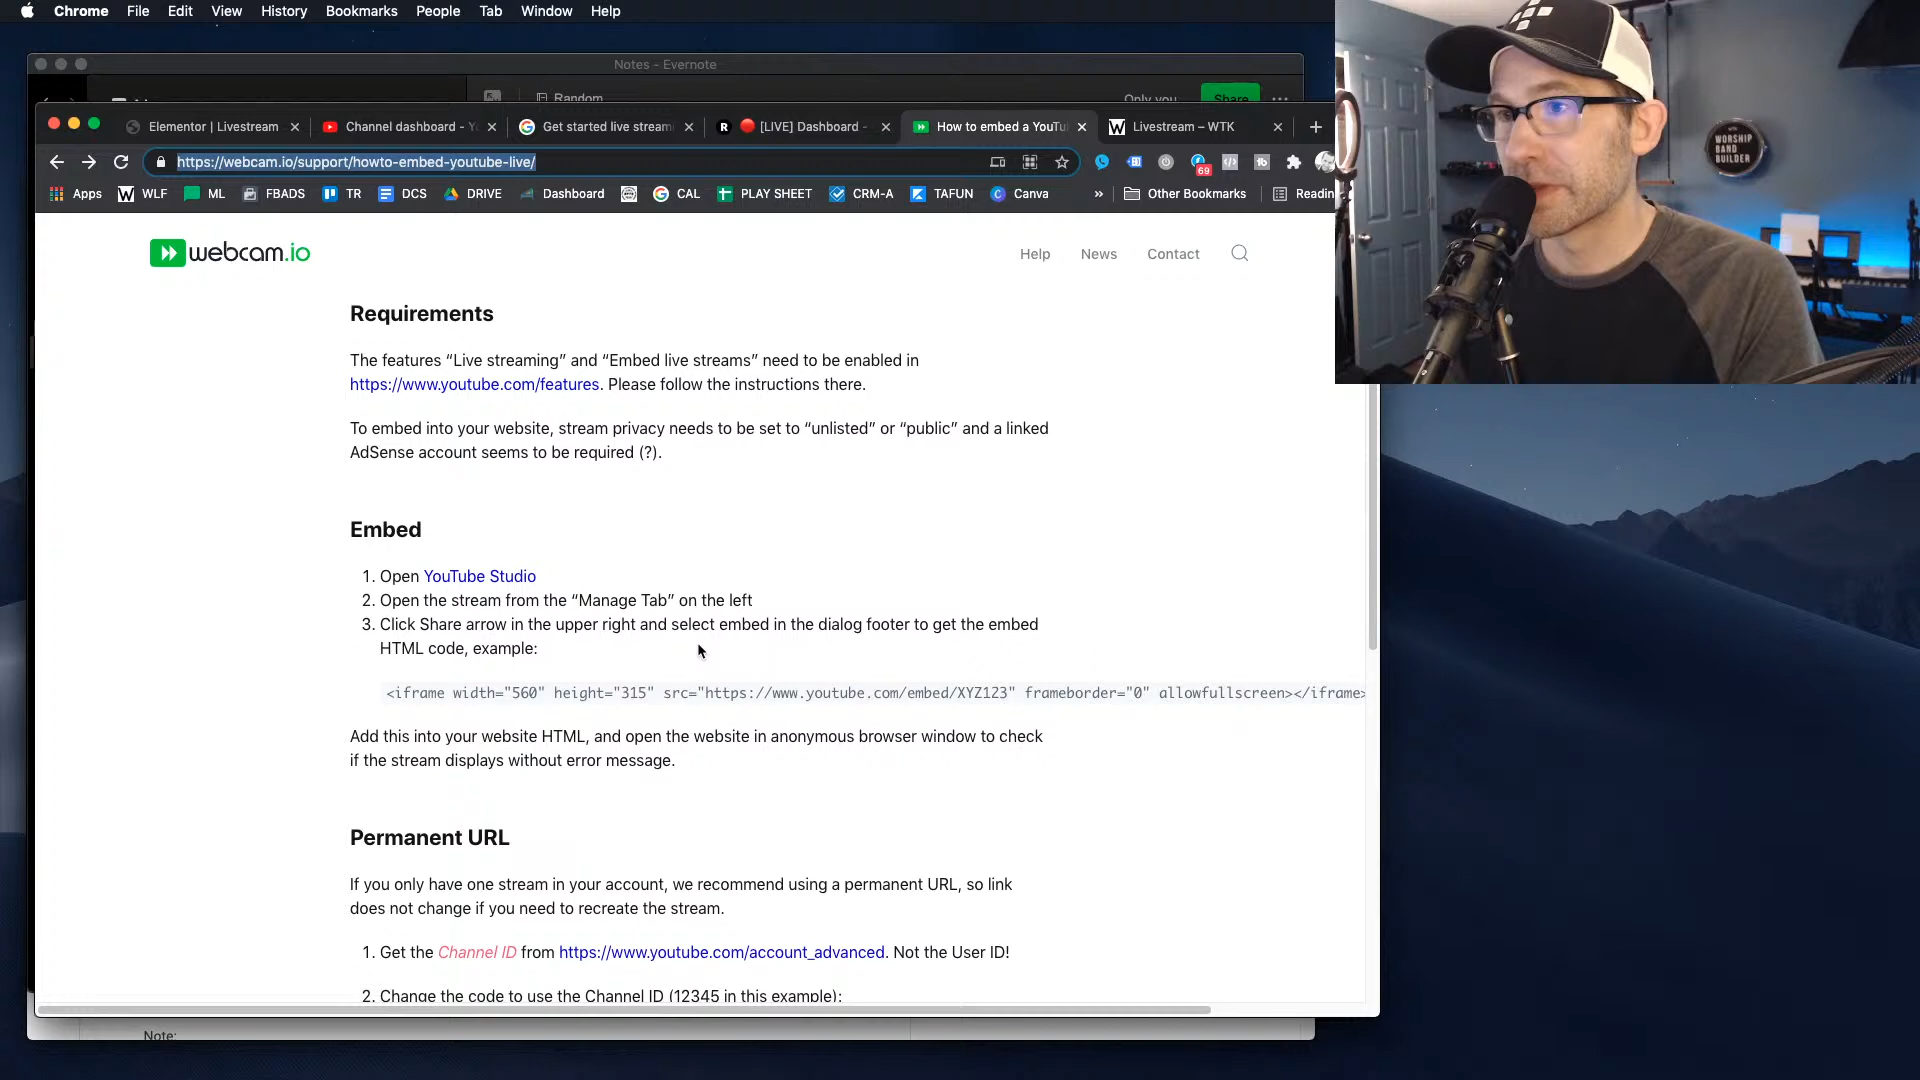 Chrome File Edit View History Bookmarks People Tab Window Help
Notes – Evernote
Random
Only you
Share
Elementor | Livestream
Channel dashboard - Y
Get started live stream
[LIVE] Dashboard -
How to embed a YouTu
Livestream – WTK
https://webcam.io/support/howto-embed-youtube-live/
69
Apps WLF ML FBADS TR DCS DRIVE Dashboard CAL PLAY SHEET CRM-A TAFUN Canva » Other Bookmarks Readin
webcam.io
Help News Contact
WORSHIP
BAND
BUILDER
Requirements
The features “Live streaming” and “Embed live streams” need to be enabled in
https://www.youtube.com/features. Please follow the instructions there.
To embed into your website, stream privacy needs to be set to “unlisted” or “public” and a linked
AdSense account seems to be required (?).
Embed
1. Open YouTube Studio
2. Open the stream from the “Manage Tab” on the left
3. Click Share arrow in the upper right and select embed in the dialog footer to get the embed
HTML code, example:
<iframe width="560" height="315" src="https://www.youtube.com/embed/XYZ123" frameborder="0" allowfullscreen></iframe>
Add this into your website HTML, and open the website in anonymous browser window to check
if the stream displays without error message.
Permanent URL
If you only have one stream in your account, we recommend using a permanent URL, so link
does not change if you need to recreate the stream.
1. Get the Channel ID from https://www.youtube.com/account_advanced. Not the User ID!
2. Change the code to use the Channel ID (12345 in this example):
Note: